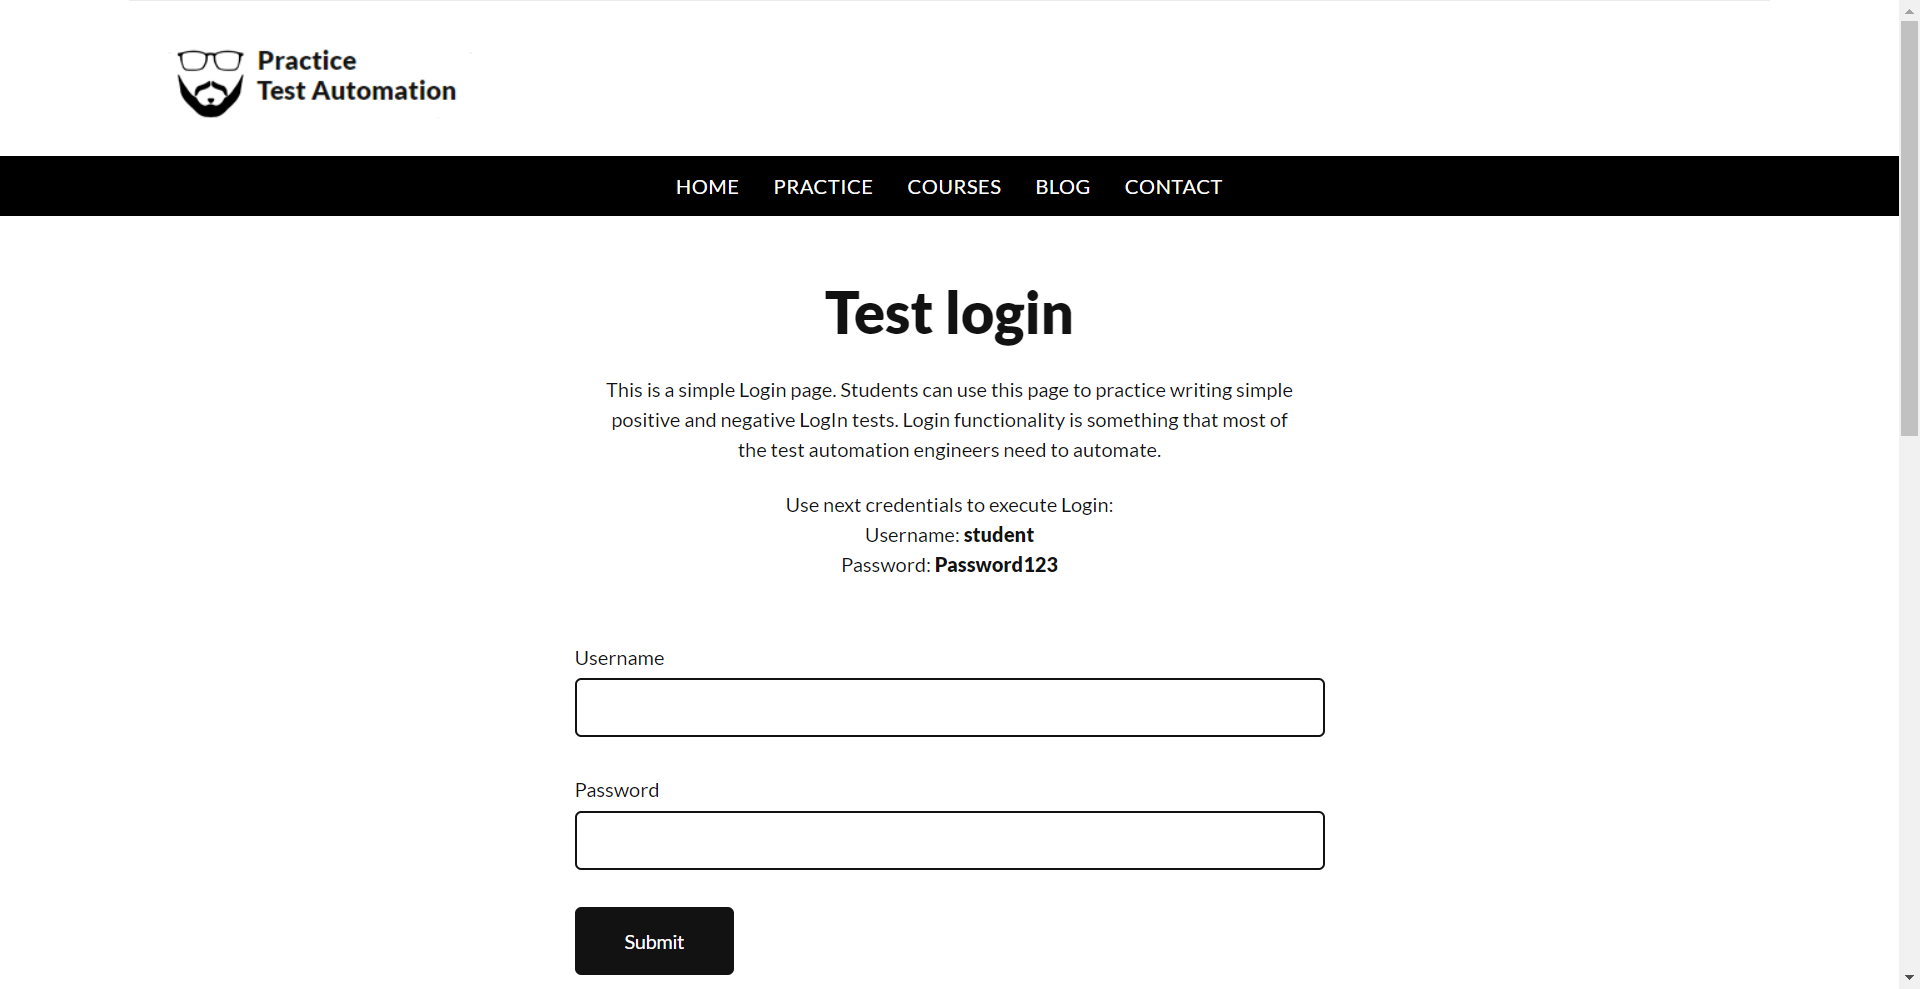 Practice
Test Automation
HOME PRACTICE COURSES BLOG CONTACT
Test login
This is a simple Login page. Students can use this page to practice writing simple
positive and negative LogIn tests. Login functionality is something that most of
the test automation engineers need to automate.
Use next credentials to execute Login:
Username: student
Password: Password123
Username
Password
Submit